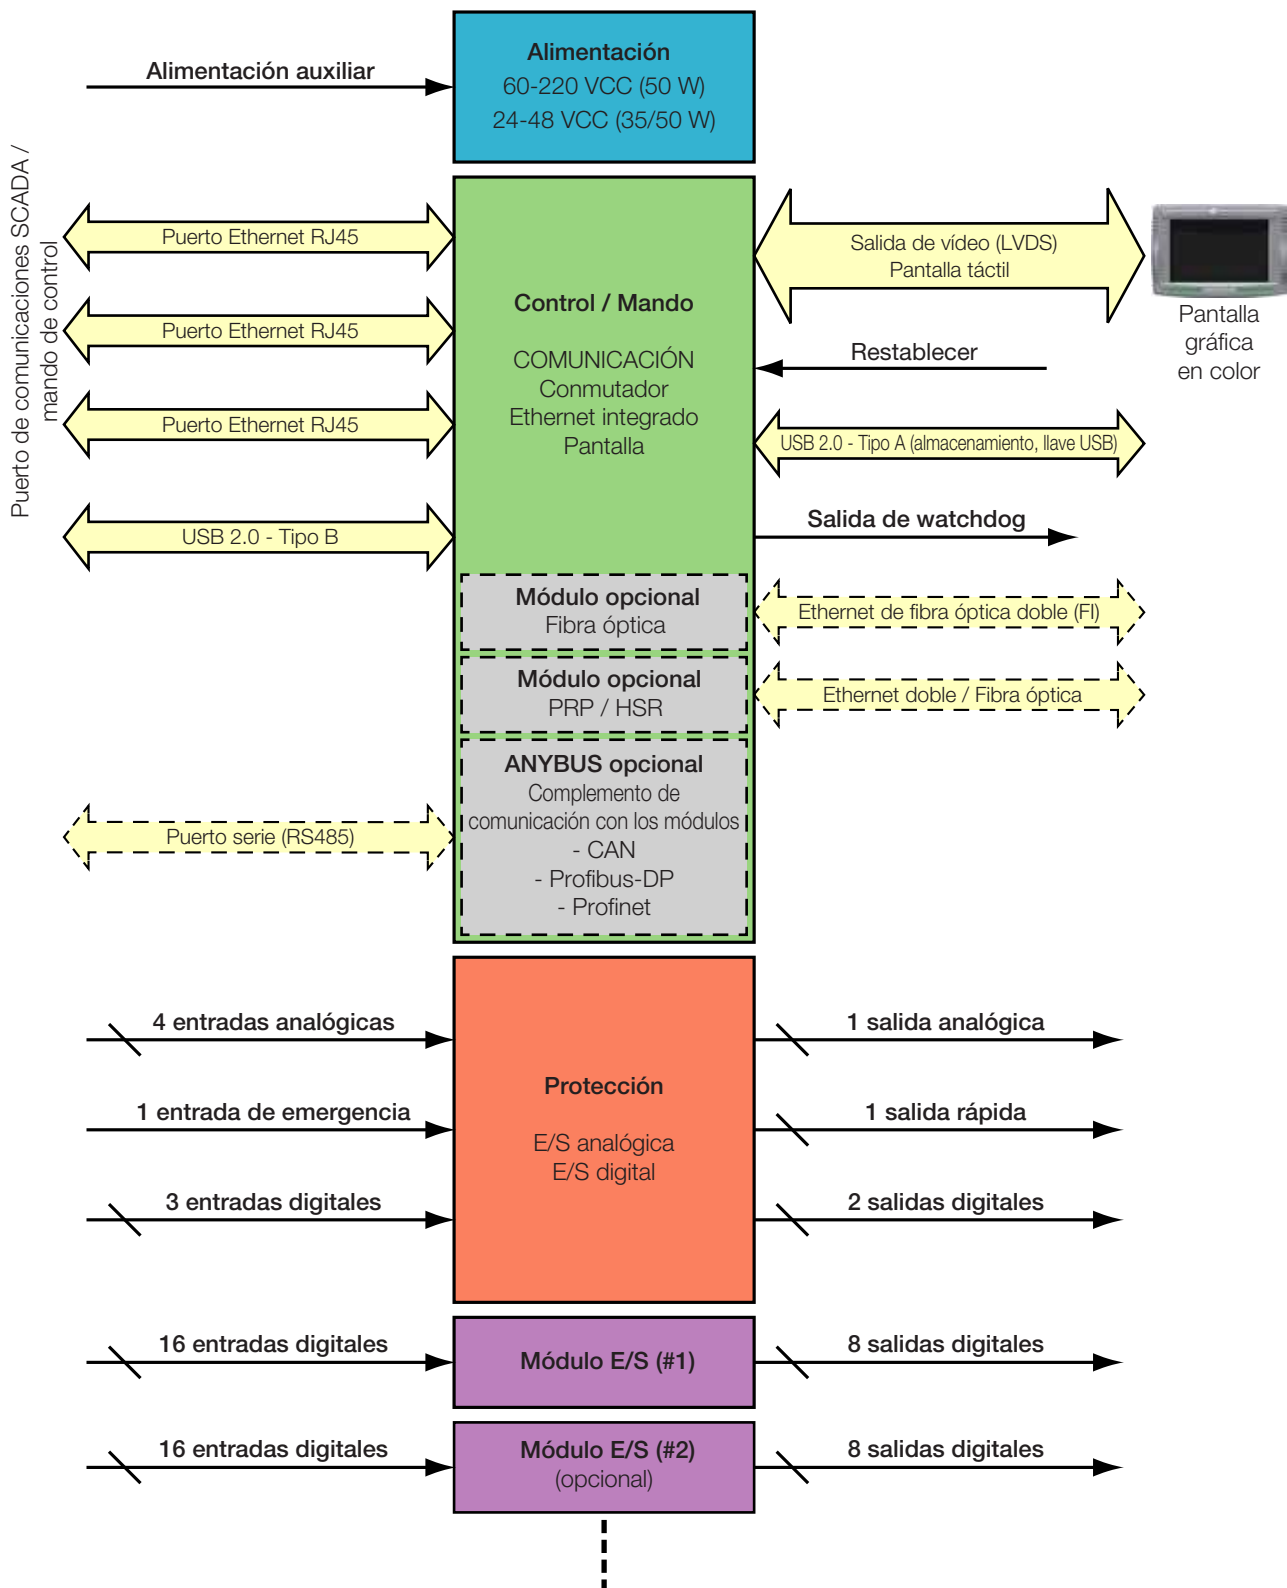 Alimentación auxiliar
Alimentación
60-220 VCC (50 W)
24-48 VCC (35/50 W)
Puerto de comunicaciones SCADA /
mando de control
Puerto Ethernet RJ45
Puerto Ethernet RJ45
Puerto Ethernet RJ45
USB 2.0 - Tipo B
Control / Mando
COMUNICACIÓN
Conmutador
Ethernet integrado
Pantalla
Salida de vídeo (LVDS)
Pantalla táctil
Pantalla
gráfica
en color
Restablecer
USB 2.0 - Tipo A (almacenamiento, llave USB)
Salida de watchdog
Módulo opcional
Fibra óptica
Ethernet de fibra óptica doble (FI)
Módulo opcional
PRP / HSR
Ethernet doble / Fibra óptica
ANYBUS opcional
Complemento de
comunicación con los módulos
- CAN
- Profibus-DP
- Profinet
Puerto serie (RS485)
4 entradas analógicas
1 entrada de emergencia
3 entradas digitales
Protección
E/S analógica
E/S digital
1 salida analógica
1 salida rápida
2 salidas digitales
16 entradas digitales
Módulo E/S (#1)
8 salidas digitales
16 entradas digitales
Módulo E/S (#2)
(opcional)
8 salidas digitales